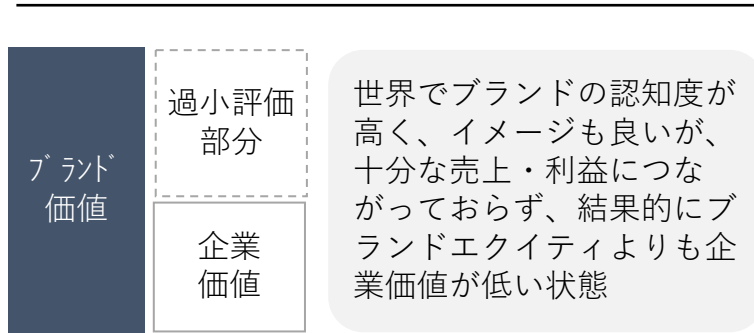 ﾌﾞﾗﾝﾄﾞ
価値
過小評価
部分
企業
価値
世界でブランドの認知度が
高く、イメージも良いが、
十分な売上・利益につな
がっておらず、結果的にブ
ランドエクイティよりも企
業価値が低い状態